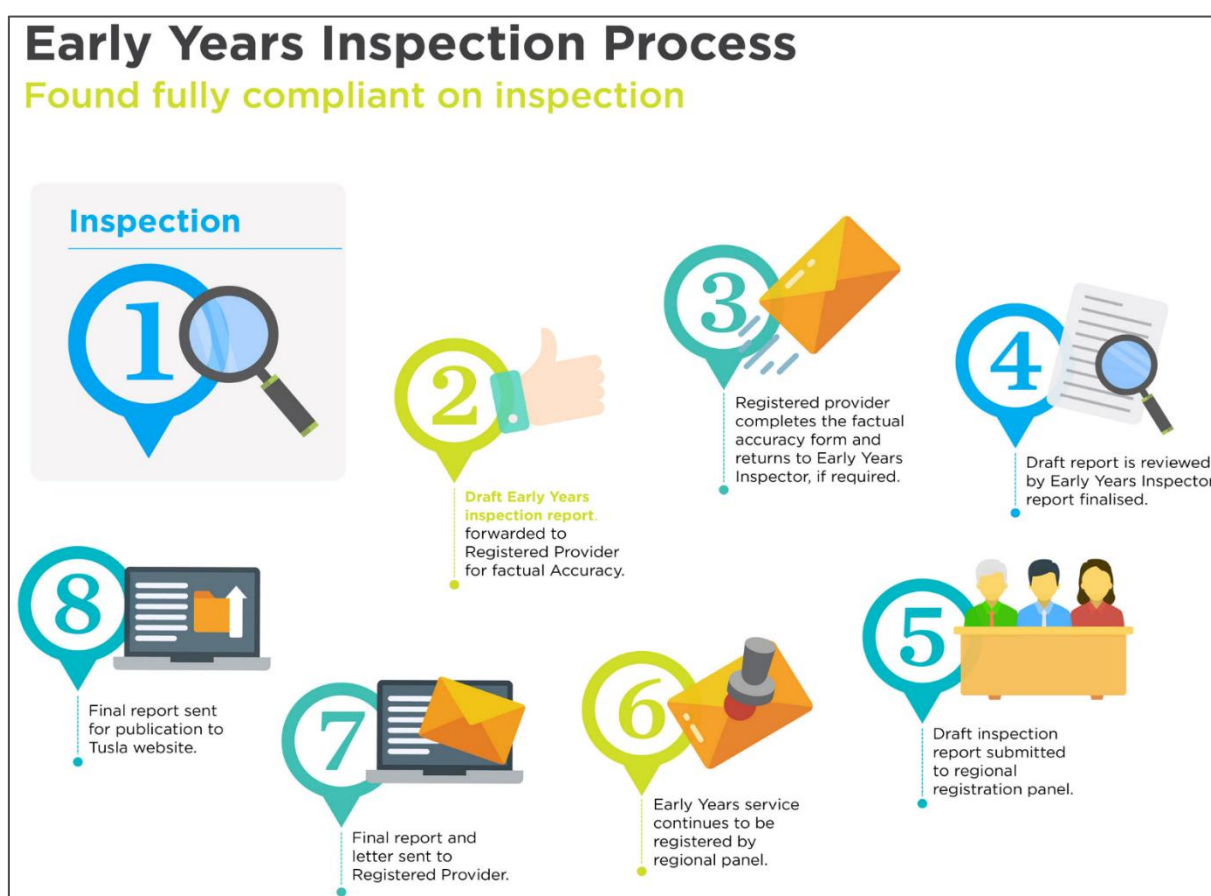 Early Years Inspection Process
Found fully compliant on inspection
Inspection
1
2
Draft Early Years
inspection report.
forwarded to
Registered Provider
for factual Accuracy.
3
Registered provider
completes the factual
accuracy form and
returns to Early Years
Inspector, if required.
4
Draft report is reviewed
by Early Years Inspector
report finalised.
5
Draft inspection
report submitted
to regional
registration panel.
6
Early Years service
continues to be
registered by
regional panel.
7
Final report and
letter sent to
Registered Provider.
8
Final report sent
for publication to
Tusla website.